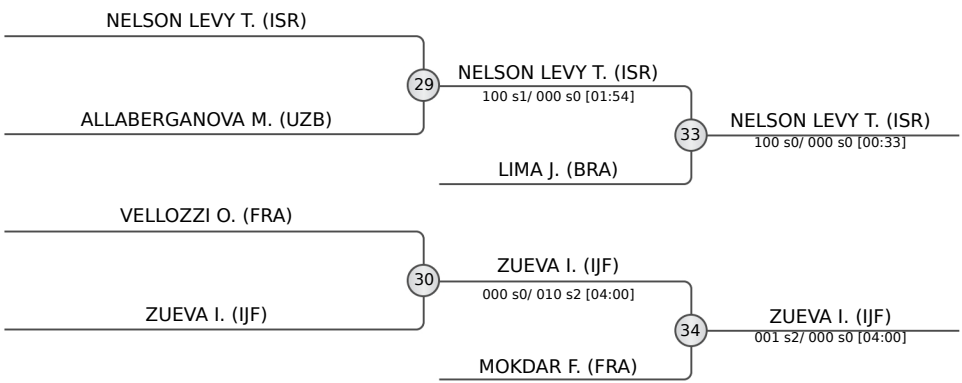 NELSON LEVY T. (ISR)
29
ALLABERGANOVA M. (UZB)
NELSON LEVY T. (ISR)
100 s1/ 000 s0 [01:54]
33
LIMA J. (BRA)
NELSON LEVY T. (ISR)
100 s0/ 000 s0 [00:33]
VELLOZZI O. (FRA)
30
ZUEVA I. (IJF)
ZUEVA I. (IJF)
000 s0/ 010 s2 [04:00]
34
MOKDAR F. (FRA)
ZUEVA I. (IJF)
001 s2/ 000 s0 [04:00]